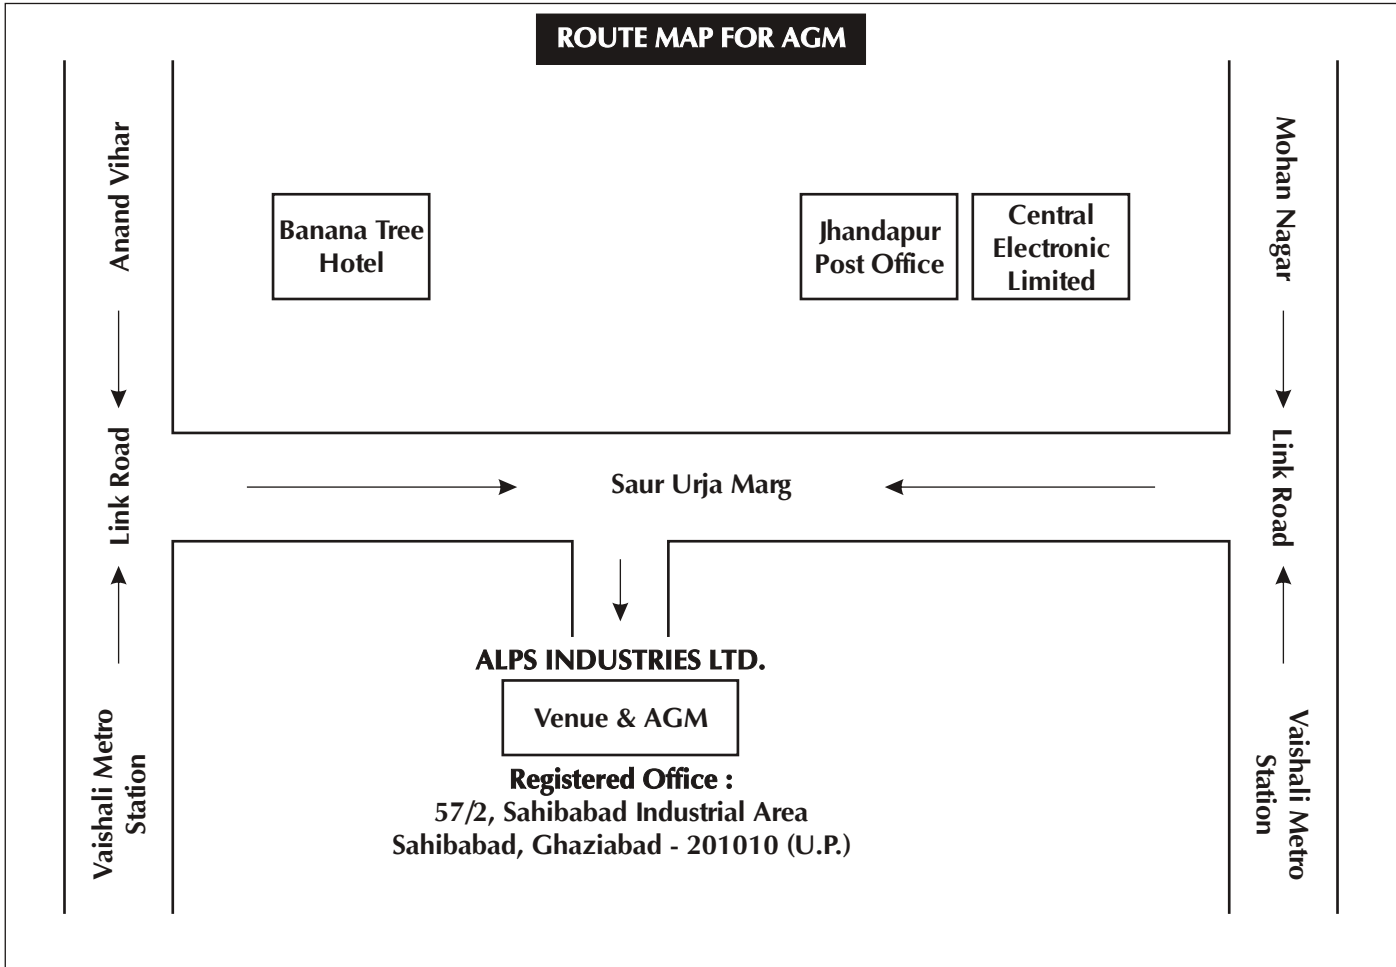 ROUTE MAP FOR AGM
Anand Vihar
Link Road
Vaishali Metro
Station
Banana Tree
Hotel
Jhandapur
Post Office
Central
Electronic
Limited
Mohan Nagar
Link Road
Vaishali Metro
Station
Saur Urja Marg
ALPS INDUSTRIES LTD.
Venue & AGM
Registered Office :
57/2, Sahibabad Industrial Area
Sahibabad, Ghaziabad - 201010 (U.P.)